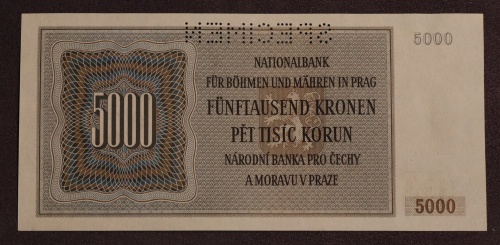 SPECIMEN
5000
NATIONALBANK
FÜR BÖHMEN UND MÄHREN IN PRAG
5000
FÜNFTAUSEND KRONEN
PĚT TISÍC KORUN
NÁRODNÍ BANKA PRO ČECHY
A MORAVU V PRAZE
5000